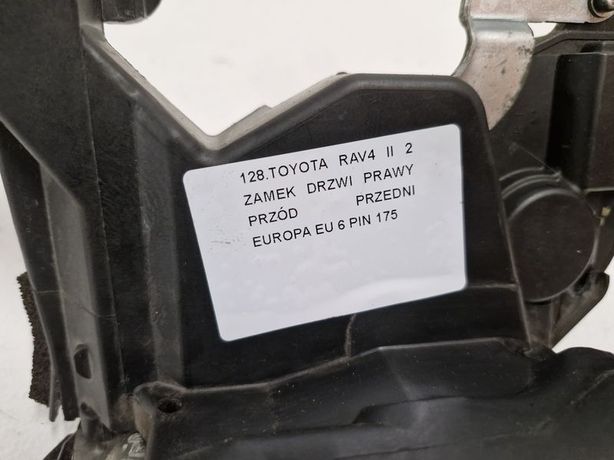 128.TOYOTA RAV4 II 2
ZAMEK DRZWI PRAWY
PRZÓD PRZEDNI
EUROPA EU 6 PIN 175